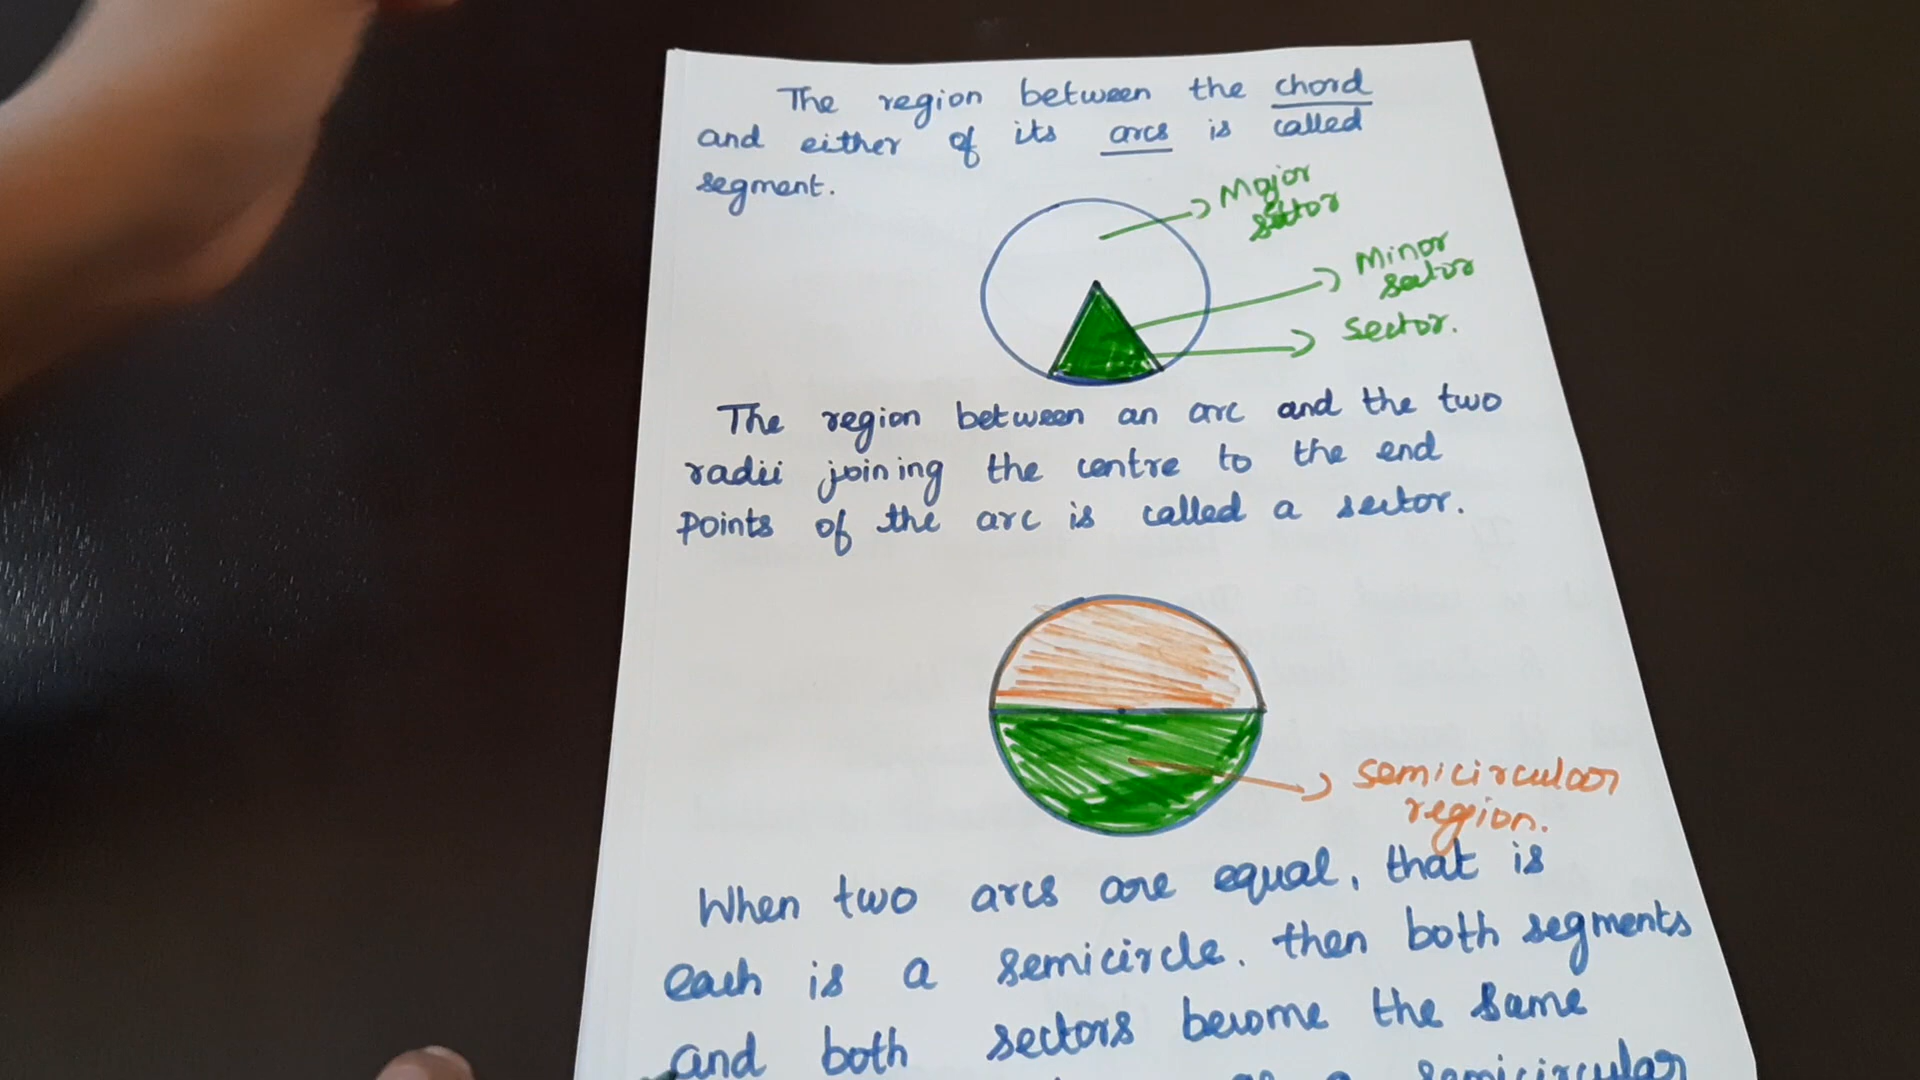 The region between the chord
and either of its arcs is called
segment.
Major
sector
Minor
sector
Sector.
The region between an arc and the two
radii joining the centre to the end
points of the arc is called a sector.
semicircular
region.
When two arcs are equal, that is
each is a semicircle. then both segments
and both sectors become the same
as a semicircular